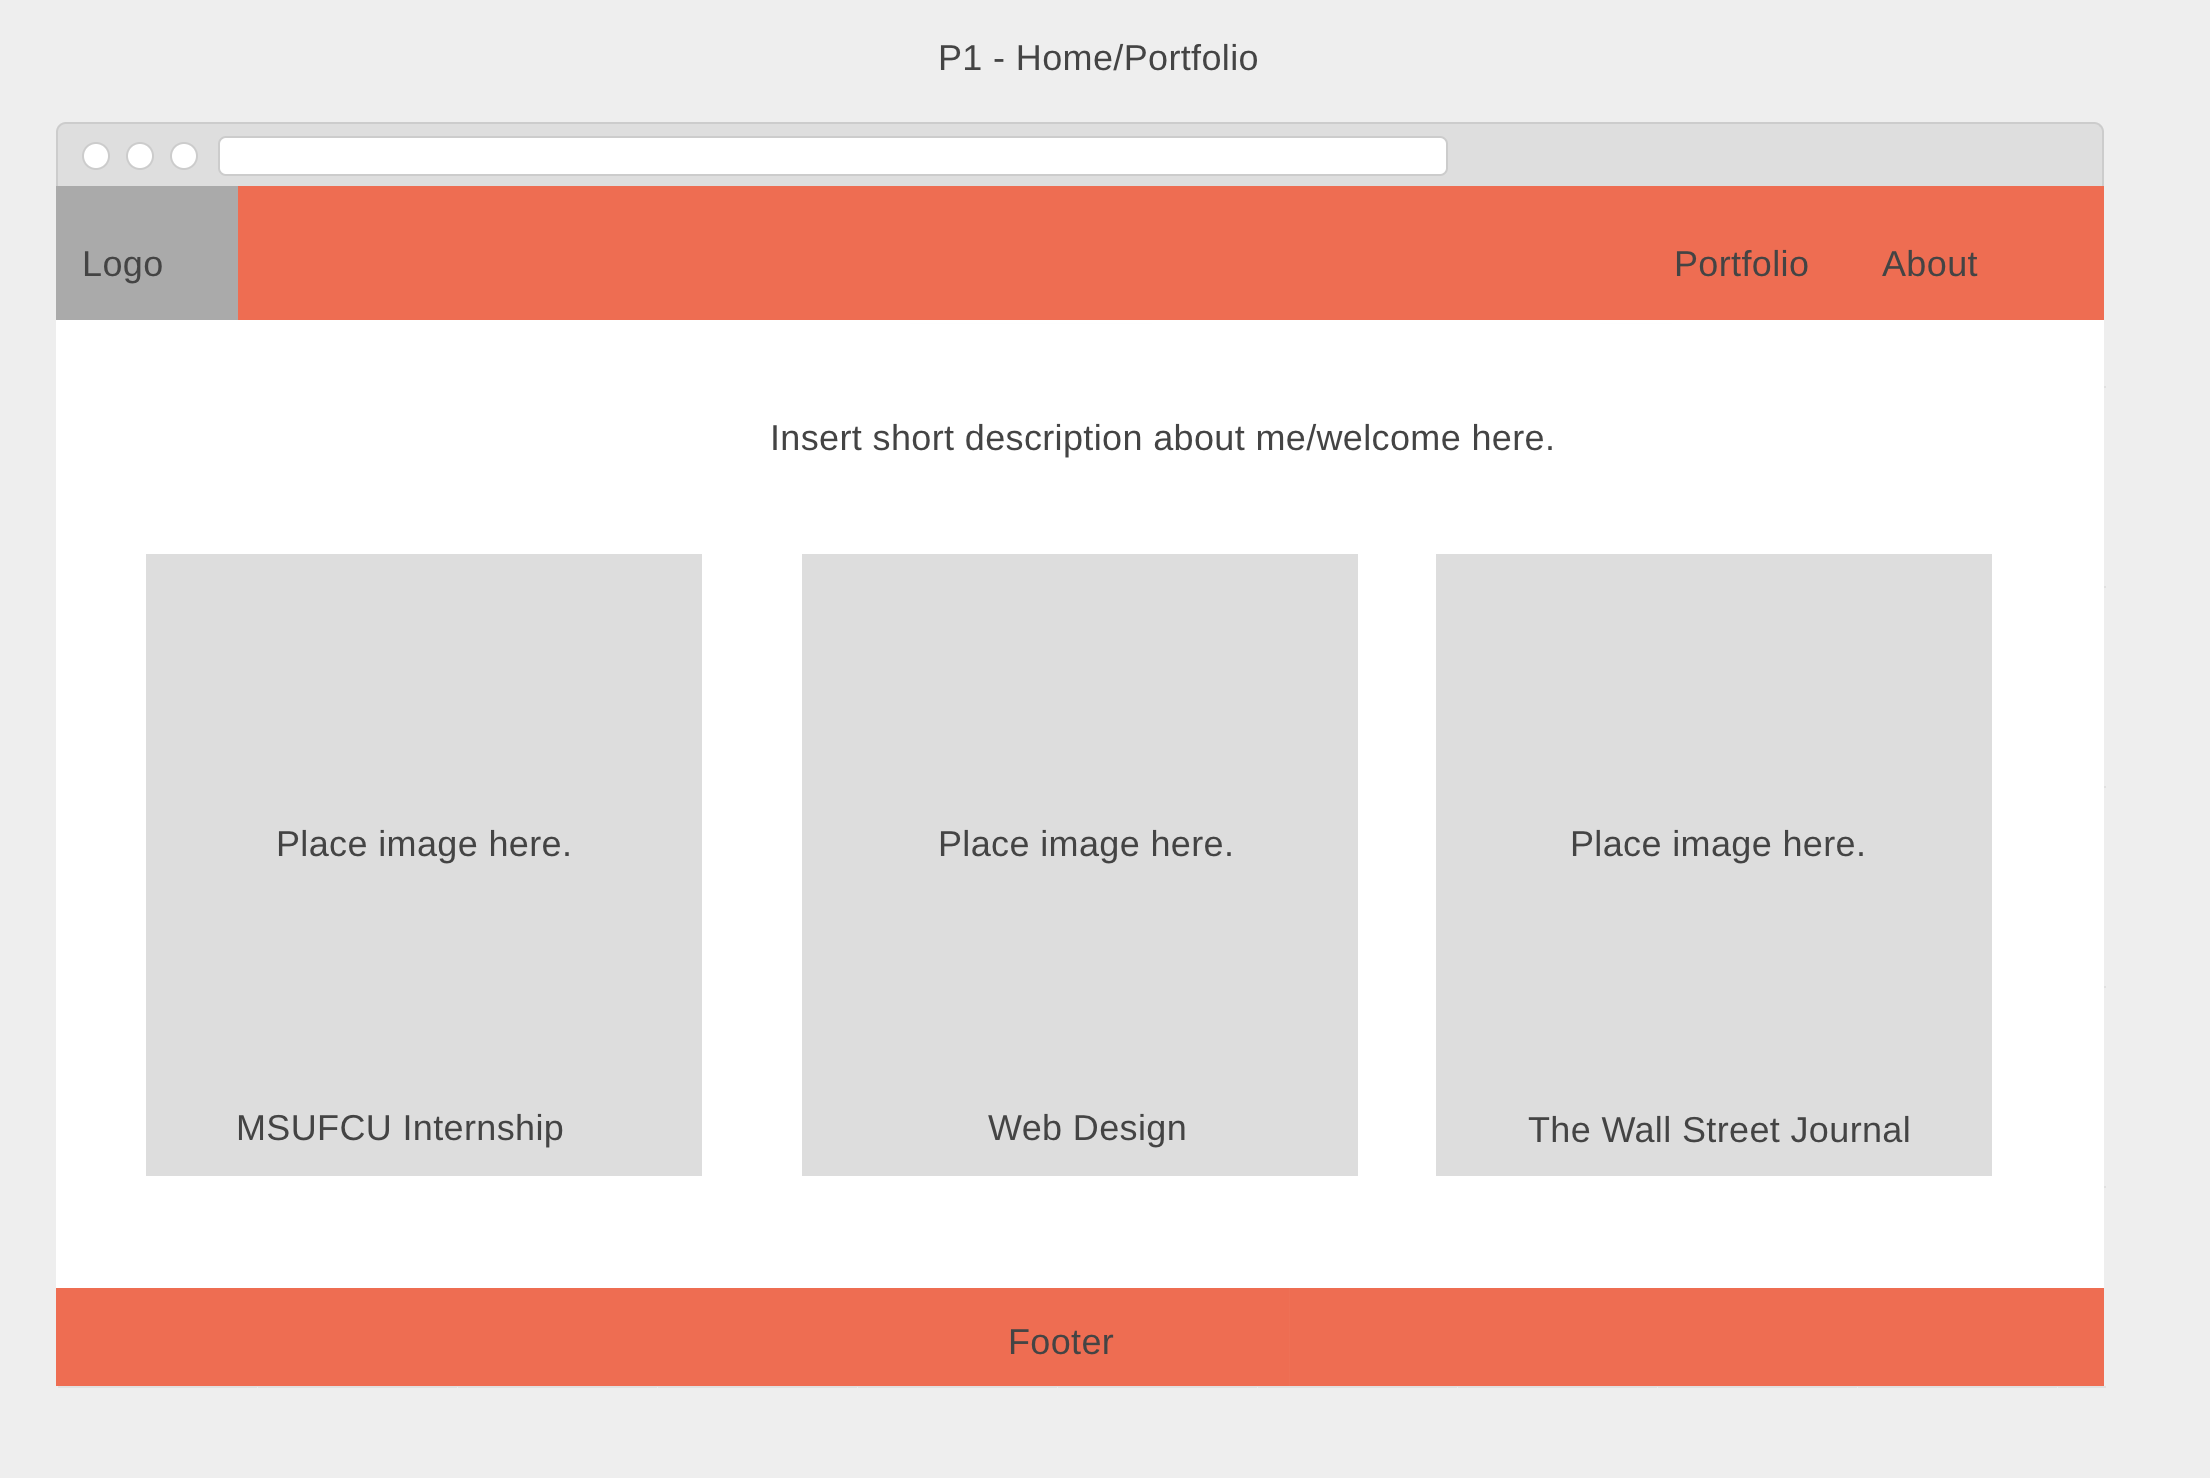 P1 - Home/Portfolio
Logo
Portfolio
About
Insert short description about me/welcome here.
Place image here.
Place image here.
Place image here.
MSUFCU Internship
Web Design
The Wall Street Journal
Footer